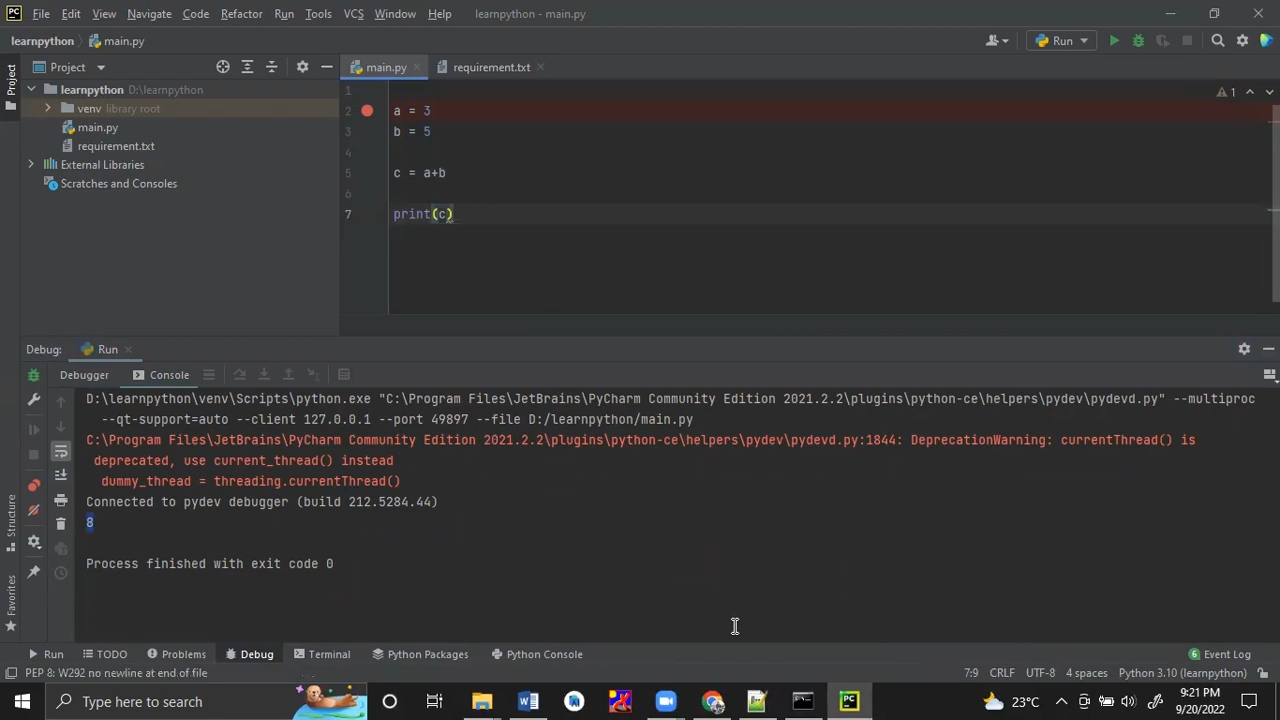 File Edit View Navigate Code Refactor Run Tools VCS Window Help learnpython - main.py
learnpython main.py Run
Project main.py requirement.txt
Project
learnpython D:\learnpython
venv library root
main.py
requirement.txt
External Libraries
Scratches and Consoles
1
1
2 a = 3
3 b = 5
4
5 c = a+b
6
7 print(c)
Debug: Run
Debugger Console
D:\learnpython\venv\Scripts\python.exe "C:\Program Files\JetBrains\PyCharm Community Edition 2021.2.2\plugins\python-ce\helpers\pydev\pydevd.py" --multiproc
--qt-support=auto --client 127.0.0.1 --port 49897 --file D:/learnpython/main.py
C:\Program Files\JetBrains\PyCharm Community Edition 2021.2.2\plugins\python-ce\helpers\pydev\pydevd.py:1844: DeprecationWarning: currentThread() is
deprecated, use current_thread() instead
dummy_thread = threading.currentThread()
Connected to pydev debugger (build 212.5284.44)
8
Process finished with exit code 0
Structure
Favorites
Run TODO Problems Debug Terminal Python Packages Python Console 6 Event Log
PEP 8: W292 no newline at end of file 7:9 CRLF UTF-8 4 spaces Python 3.10 (learnpython)
Type here to search 23°C 9:21 PM
9/20/2022